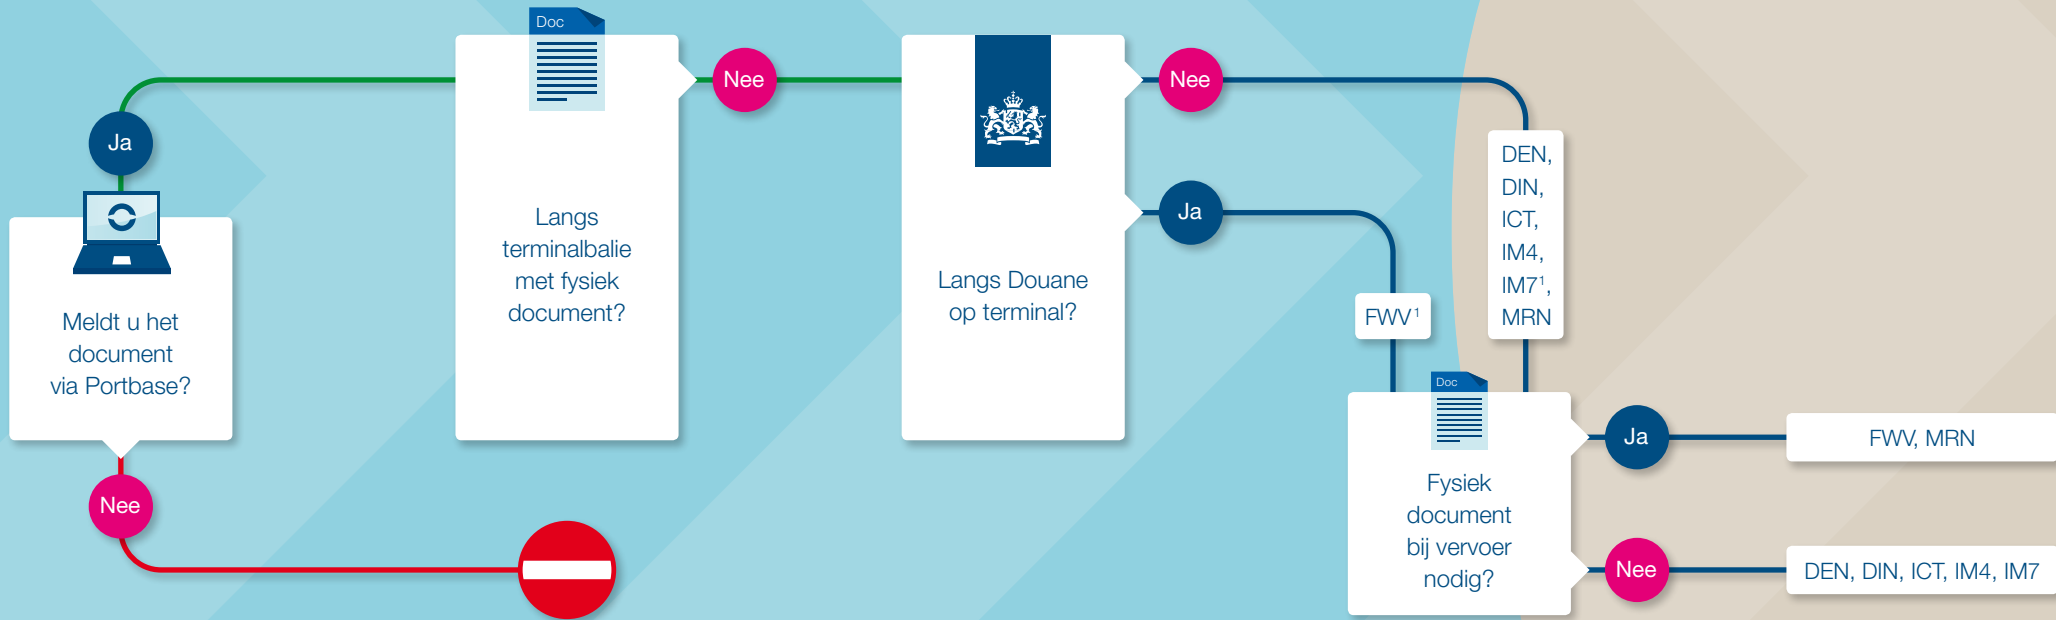 Ja
Meldt u het
document
via Portbase?
Nee
Doc
Langs
terminalbalie
met fysiek
document?
Nee
Langs Douane
op terminal?
Nee
Ja
FWV¹
DEN,
DIN,
ICT,
IM4,
IM7¹,
MRN
Doc
Fysiek
document
bij vervoer
nodig?
Ja
FWV, MRN
Nee
DEN, DIN, ICT, IM4, IM7